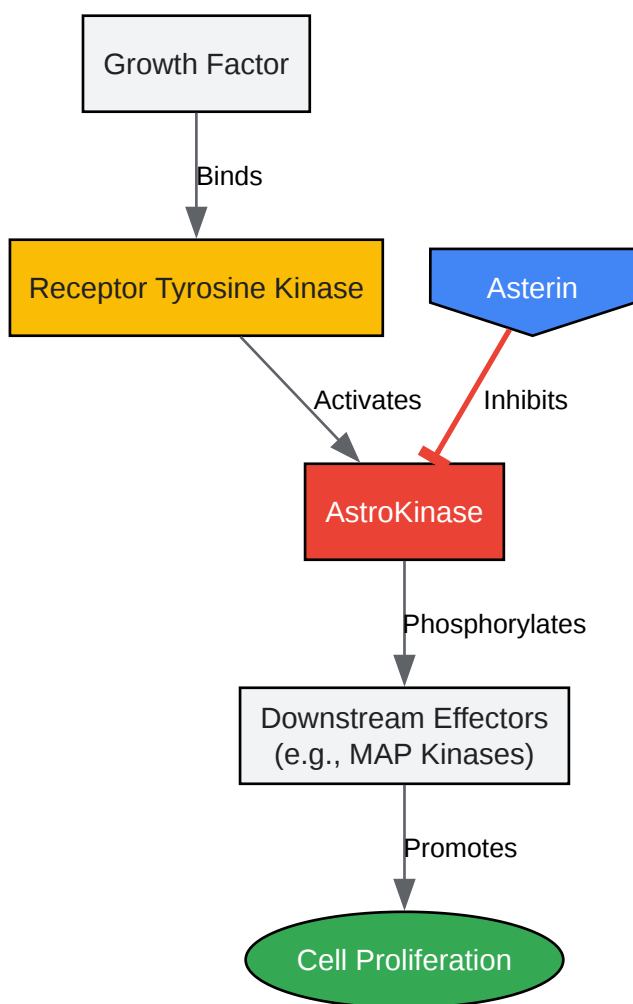 Growth Factor
Binds
Receptor Tyrosine Kinase
Asterin
Activates
Inhibits
AstroKinase
Phosphorylates
Downstream Effectors
(e.g., MAP Kinases)
Promotes
Cell Proliferation